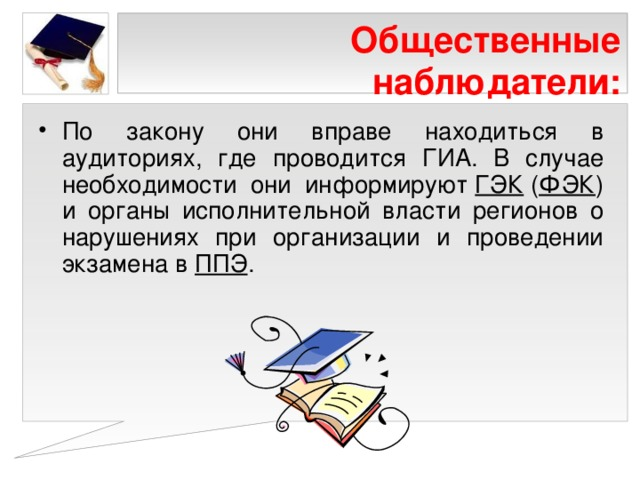 Общественные
наблюдатели:
• По закону они вправе находиться в
аудиториях, где проводится ГИА. В случае
необходимости они информируют ГЭК (ФЭК)
и органы исполнительной власти регионов о
нарушениях при организации и проведении
экзамена в ППЭ.